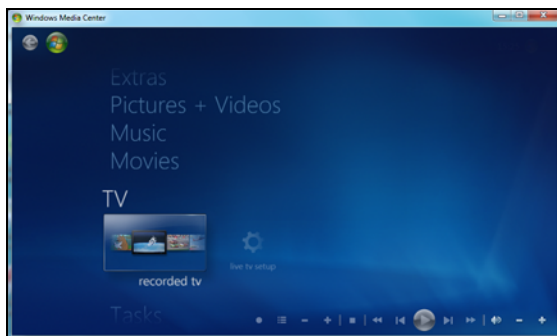 Windows Media Center
Extras
Pictures + Videos
Music
Movies
TV
recorded tv
live tv setup
Tasks